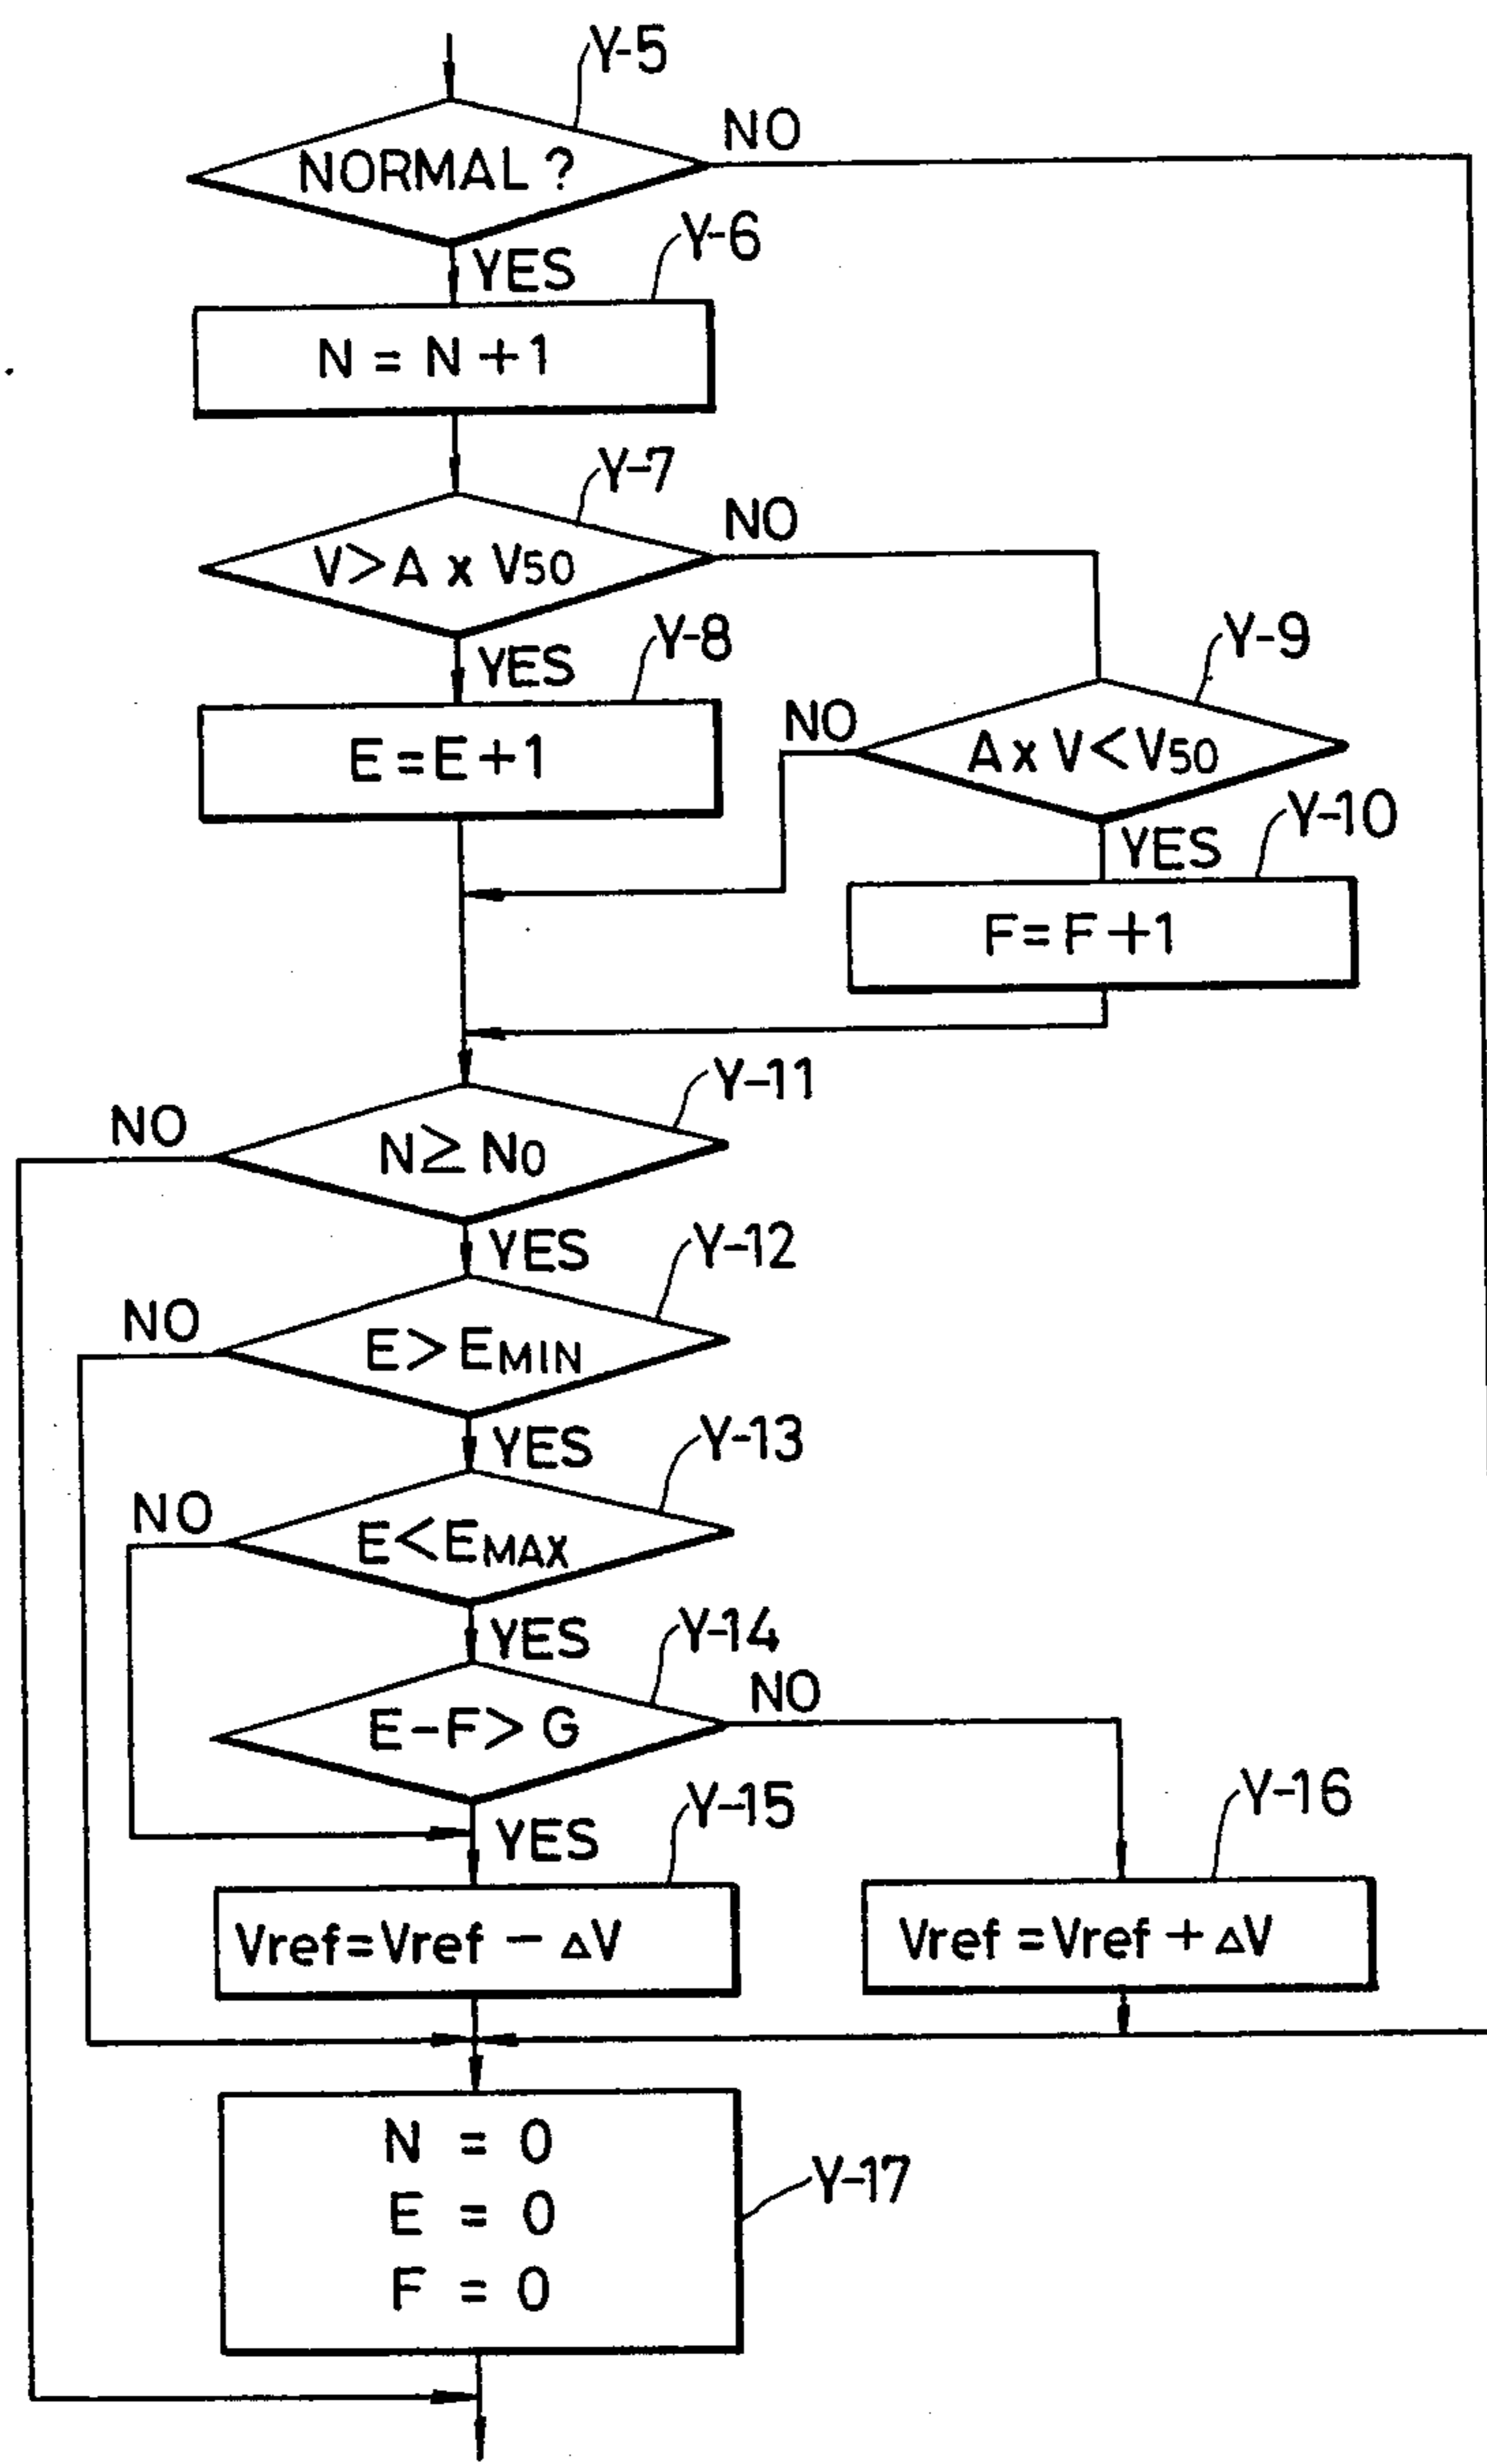 Y-5
NO
NORMAL ?
YES
Y-6
N = N + 1
Y-7
NO
V > A x V50
YES
Y-8
Y-9
NO
E = E + 1
A x V < V50
YES
Y-10
F = F + 1
Y-11
NO
N ≥ N0
YES
Y-12
NO
E > EMIN
YES
Y-13
NO
E < EMAX
YES
Y-14
NO
E - F > G
YES
Y-15
Y-16
Vref = Vref - ΔV
Vref = Vref + ΔV
N = 0
E = 0
F = 0
Y-17